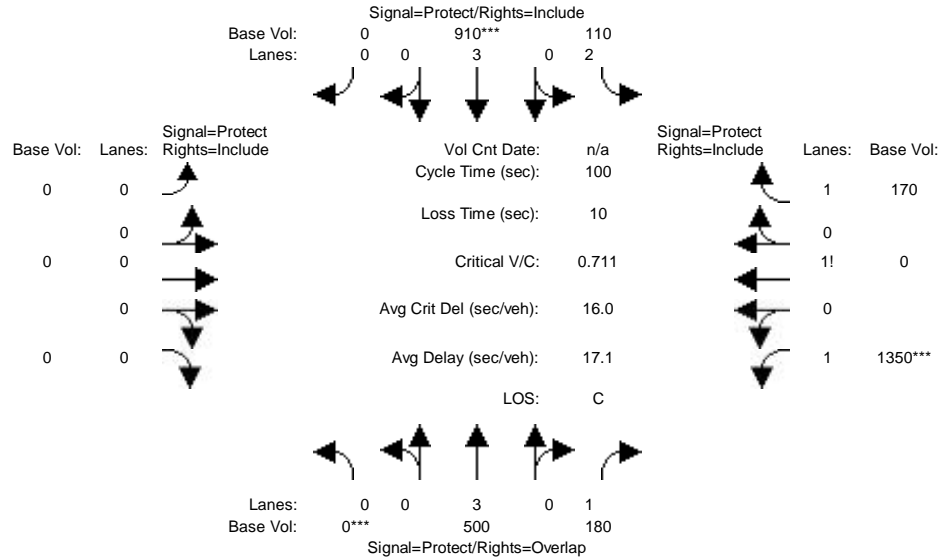 Signal=Protect/Rights=Include
Base Vol: 0 910*** 110
Lanes: 0 0 3 0 2
Signal=Protect
Base Vol: Lanes: Rights=Include
Vol Cnt Date: n/a
Signal=Protect
Rights=Include Lanes: Base Vol:
Cycle Time (sec): 100
0 0
1 170
Loss Time (sec): 10
0
0
0 0
Critical V/C: 0.711
1! 0
0
Avg Crit Del (sec/veh): 16.0
0
0 0
Avg Delay (sec/veh): 17.1
1 1350***
LOS: C
Lanes: 0 0 3 0 1
Base Vol: 0*** 500 180
Signal=Protect/Rights=Overlap